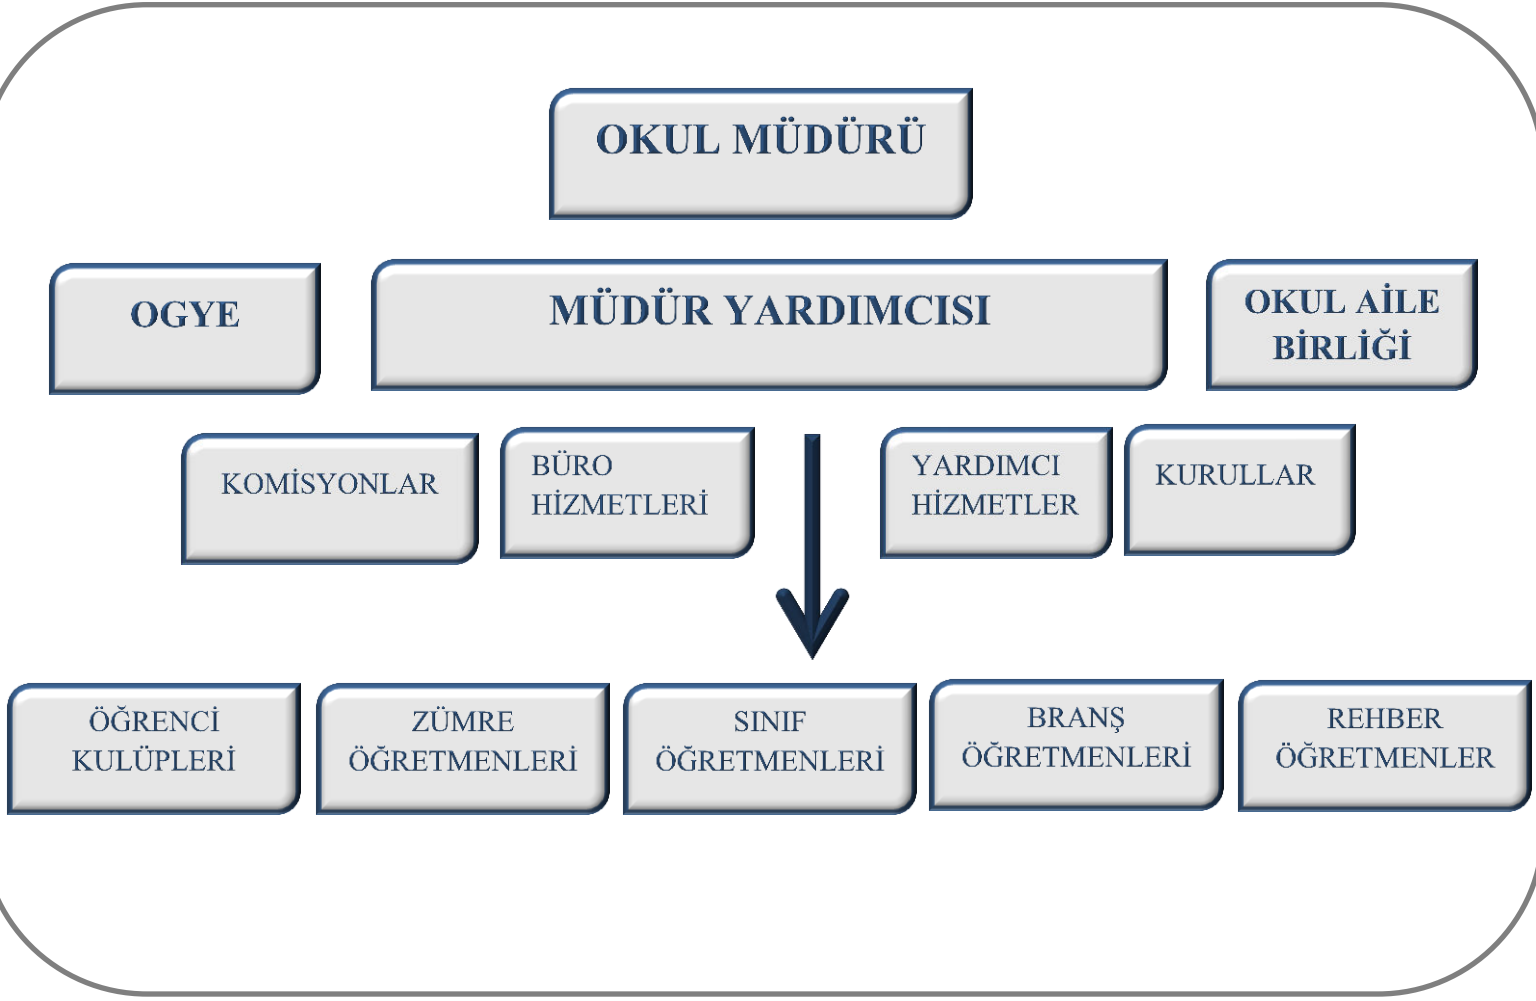 OKUL MÜDÜRÜ
OGYE
MÜDÜR YARDIMCISI
OKUL AİLE
BİRLİĞİ
KOMİSYONLAR
BÜRO
HİZMETLERİ
YARDIMCI
HİZMETLER
KURULLAR
ÖĞRENCİ
KULÜPLERİ
ZÜMRE
ÖĞRETMENLERİ
SINIF
ÖĞRETMENLERİ
BRANŞ
ÖĞRETMENLERİ
REHBER
ÖĞRETMENLER